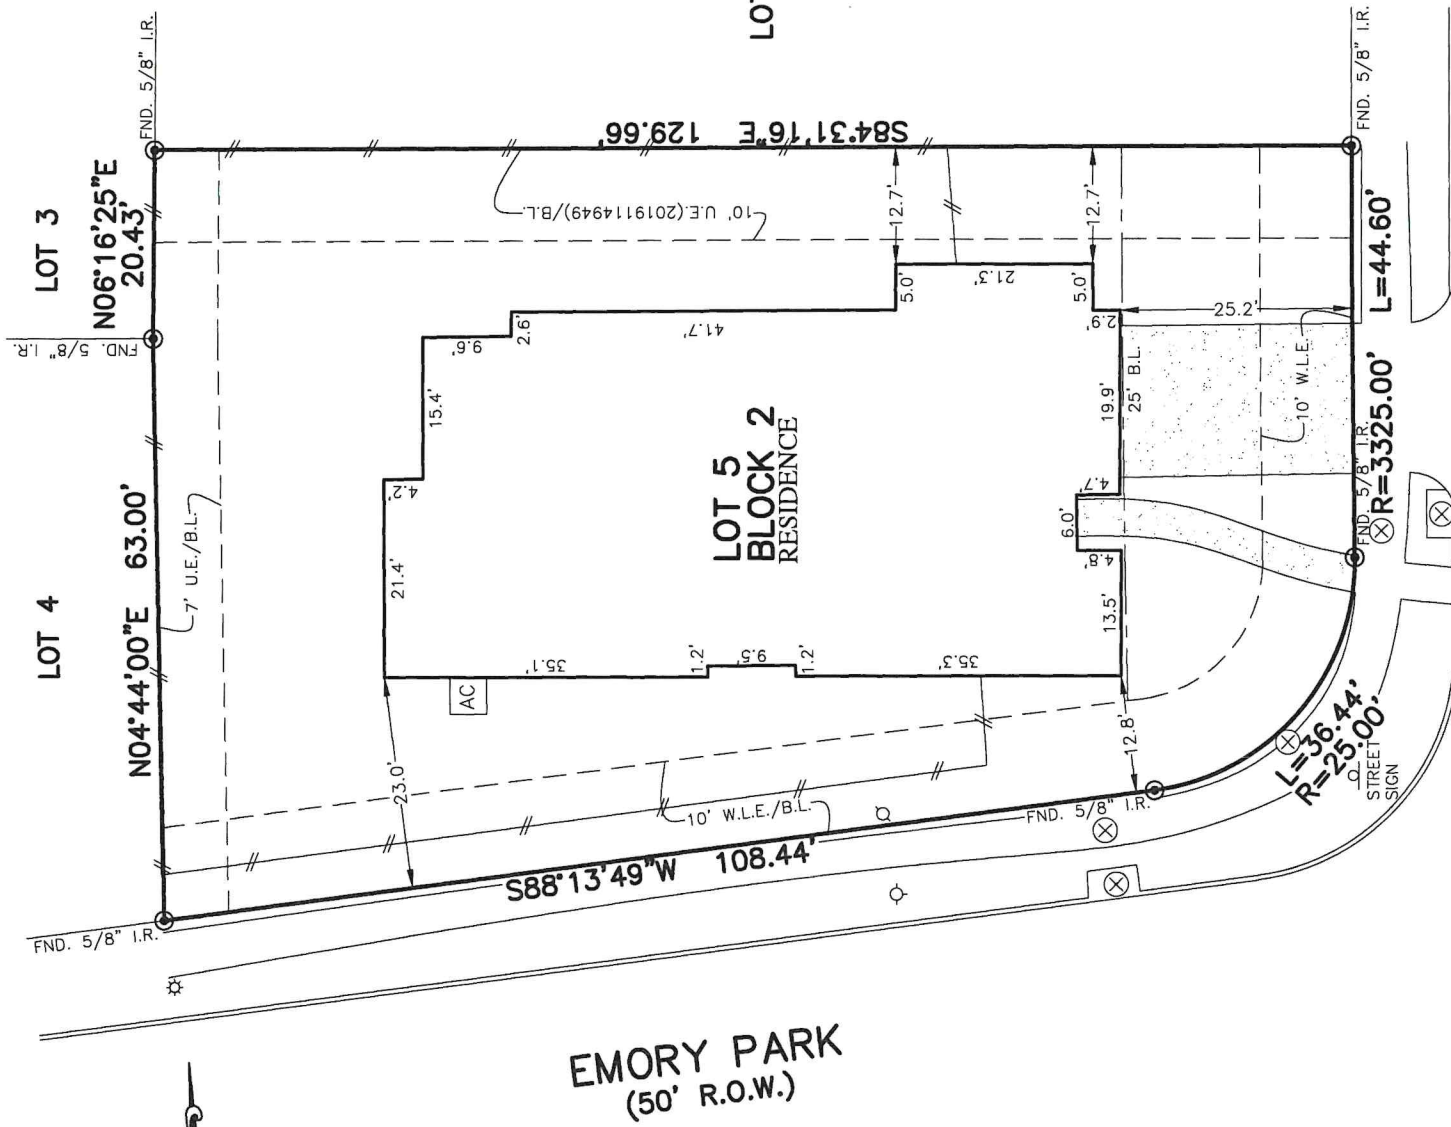 LOT
FND. 5/8" I.R.
FND. 5/8" I.R.
LOT 3
N06°16'25"E
20.43'
S84°31'16"E 129.66'
10' U.E.(2019114949)/B.L.
12.7'
12.7'
L=44.60'
FND. 5/8" I.R.
5.0'
21.3'
5.0'
2.6'
41.7'
9.6'
2.9'
25.2'
15.4'
19.9'
25' B.L.
10' W.L.E.
R=3325.00'
FND. 5/8" I.R.
LOT 4
N04°44'00"E 63.00'
7' U.E./B.L.
4.2'
21.4'
LOT 5
BLOCK 2
RESIDENCE
4.7'
6.0'
4.8'
13.5'
35.1'
1.2'
9.5'
1.2'
35.3'
AC
23.0'
12.8'
10' W.L.E./B.L.
FND. 5/8" I.R.
L=36.44'
R=25.00'
STREET
SIGN
S88°13'49"W 108.44'
FND. 5/8" I.R.
EMORY PARK
(50' R.O.W.)